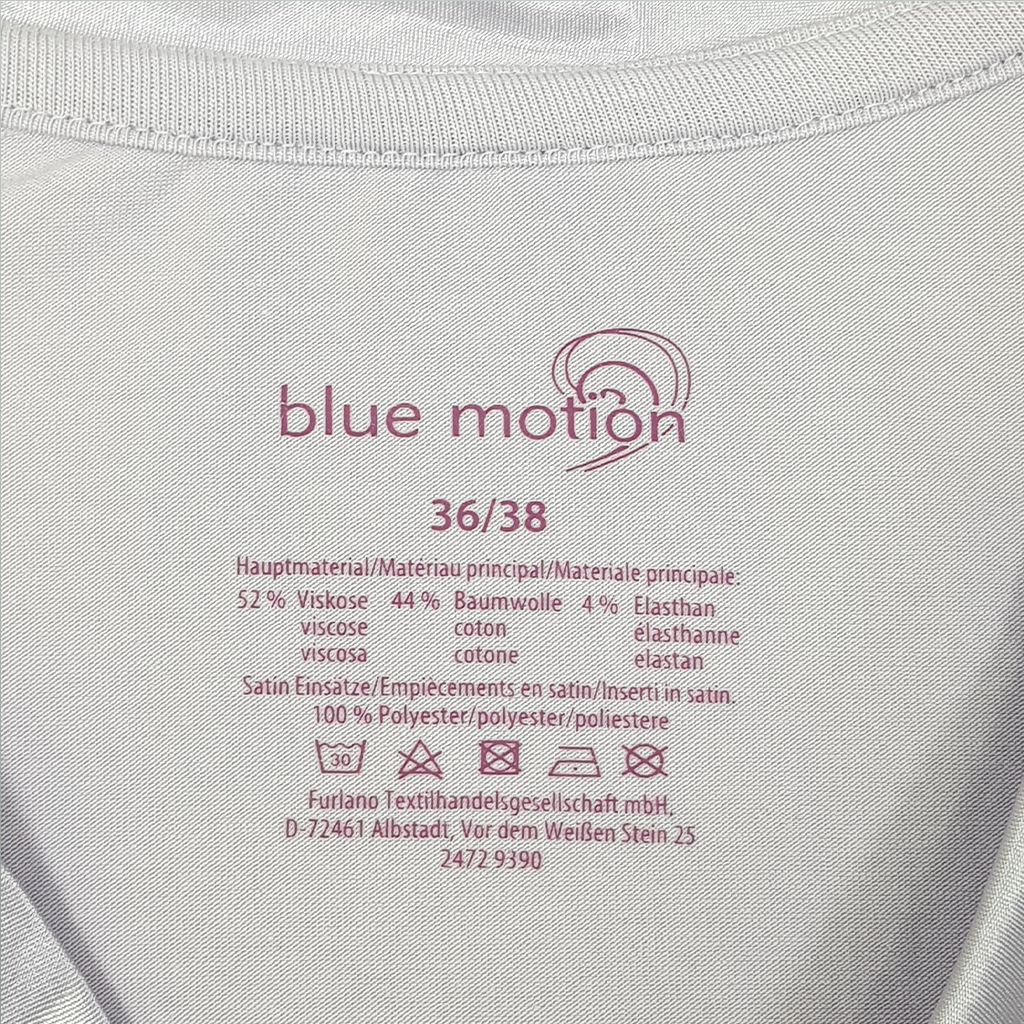 blue motion
36/38
Hauptmaterial/Matériau principal/Materiale principale:
52 % Viskose 44 % Baumwolle 4 % Elasthan
viscose coton élasthanne
viscosa cotone elastan
Satin Einsätze/Empiècements en satin/Inserti in satin.
100 % Polyester/polyester/poliestere
30
Furlano Textilhandelsgesellschaft mbH,
D-72461 Albstadt, Vor dem Weißen Stein 25
2472 9390